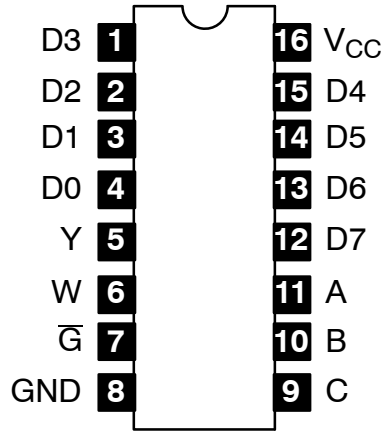 D3 1 16 VCC
D2 2 15 D4
D1 3 14 D5
D0 4 13 D6
Y 5 12 D7
W 6 11 A
G̅ 7 10 B
GND 8 9 C